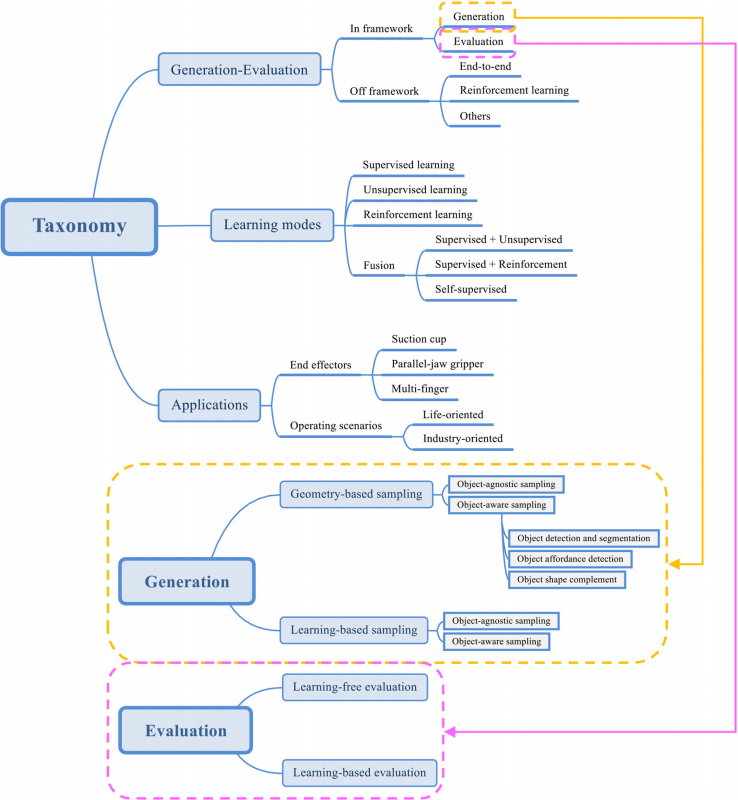 Taxonomy
Generation-Evaluation
In framework
Generation
Evaluation
Off framework
End-to-end
Reinforcement learning
Others
Learning modes
Supervised learning
Unsupervised learning
Reinforcement learning
Fusion
Supervised + Unsupervised
Supervised + Reinforcement
Self-supervised
Applications
End effectors
Suction cup
Parallel-jaw gripper
Multi-finger
Operating scenarios
Life-oriented
Industry-oriented
Generation
Geometry-based sampling
Object-agnostic sampling
Object-aware sampling
Object detection and segmentation
Object affordance detection
Object shape complement
Learning-based sampling
Object-agnostic sampling
Object-aware sampling
Evaluation
Learning-free evaluation
Learning-based evaluation